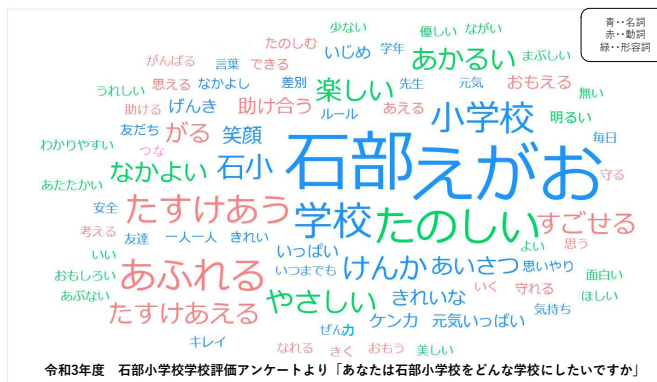 青・・名詞
赤・・動詞
緑・・形容詞
少ない
優しい ながい
たのしむ いじめ 学年 あかるい まぶしい
がんばる 言葉 できる
うれしい 思える なかよし 差別 楽しい 先生 元気 おもえる 無い
助ける げんき 助け合う ルール あえる 小学校 明るい
友だち がる 笑顔 毎日
わかりやすい つな 石部 えがお
なかよい 石小 守る
あたたかい
安全 たすけあう 学校 たのしい すごせる
考える 友達 一人一人 きれい よい 思う
いい いっぱい
おもしろい あふれる いつまでも けんか あいさつ 思いやり 面白い
あぶない やさしい きれいな いく 守れる ほしい
たすけあえる ケンカ 元気いっぱい 気持ち
ぜん力
キレイ なれる きく おもう 美しい
令和3年度 石部小学校学校評価アンケートより「あなたは石部小学校をどんな学校にしたいですか」